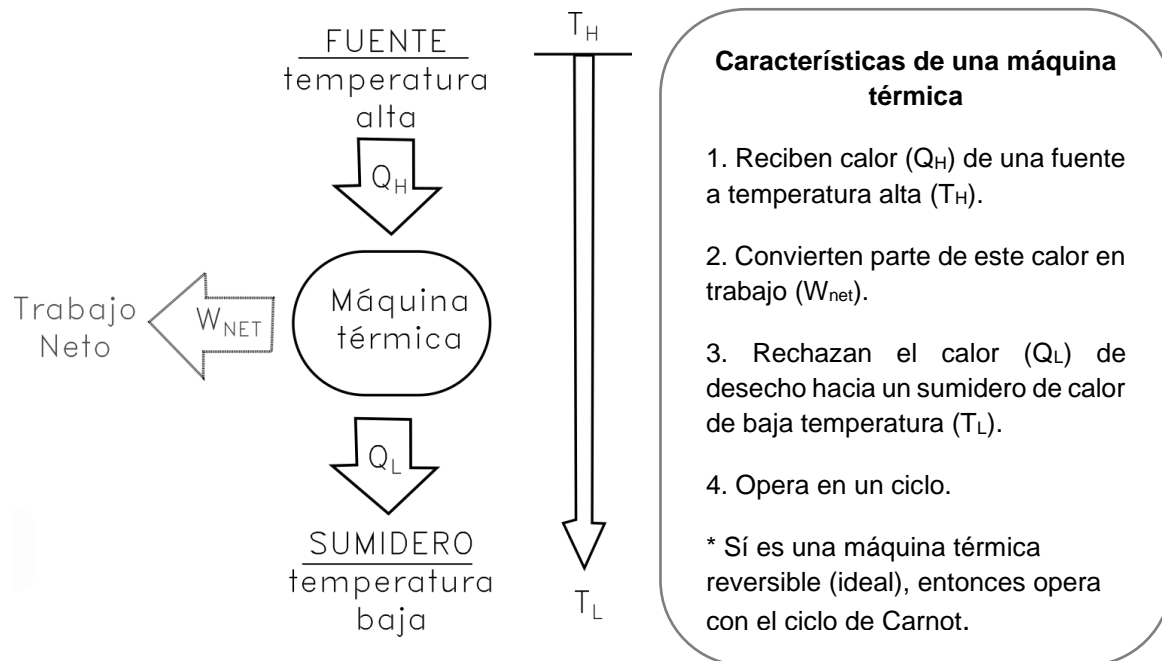 FUENTE
temperatura
alta
Q_H
Máquina
térmica
Trabajo
Neto
W_NET
Q_L
SUMIDERO
temperatura
baja
T_H
T_L
Características de una máquina
térmica
1. Reciben calor (Q_H) de una fuente
a temperatura alta (T_H).
2. Convierten parte de este calor en
trabajo (W_net).
3. Rechazan el calor (Q_L) de
desecho hacia un sumidero de calor
de baja temperatura (T_L).
4. Opera en un ciclo.
* Sí es una máquina térmica
reversible (ideal), entonces opera
con el ciclo de Carnot.